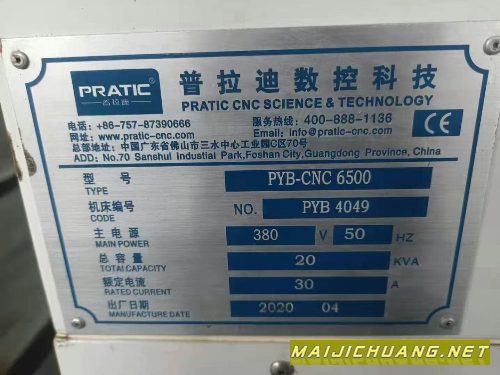 PRATIC®
普拉迪
普拉迪数控科技
PRATIC CNC SCIENCE & TECHNOLOGY
电话: +86-757-87390666 服务热线: 400-888-1136
网址: www.pratic-cnc.com Email: info@pratic-cnc.com
总部地址: 中国广东省佛山市三水中心工业园C区70号
ADD: No.70 Sanshui Industial Park,Foshan City,Guangdong Province, China
CE
型号 PYB-CNC 6500
TYPE
机床编号 NO. PYB 4049
CODE
主电源 380 V 50 HZ
MAIN POWER
总容量 20 KVA
TOTAI CAPACITY
额定电流 30 A
RATED CURRENT
出厂日期 2020 04
MANUFACTURE DATE
MAIJICHUANG.NET